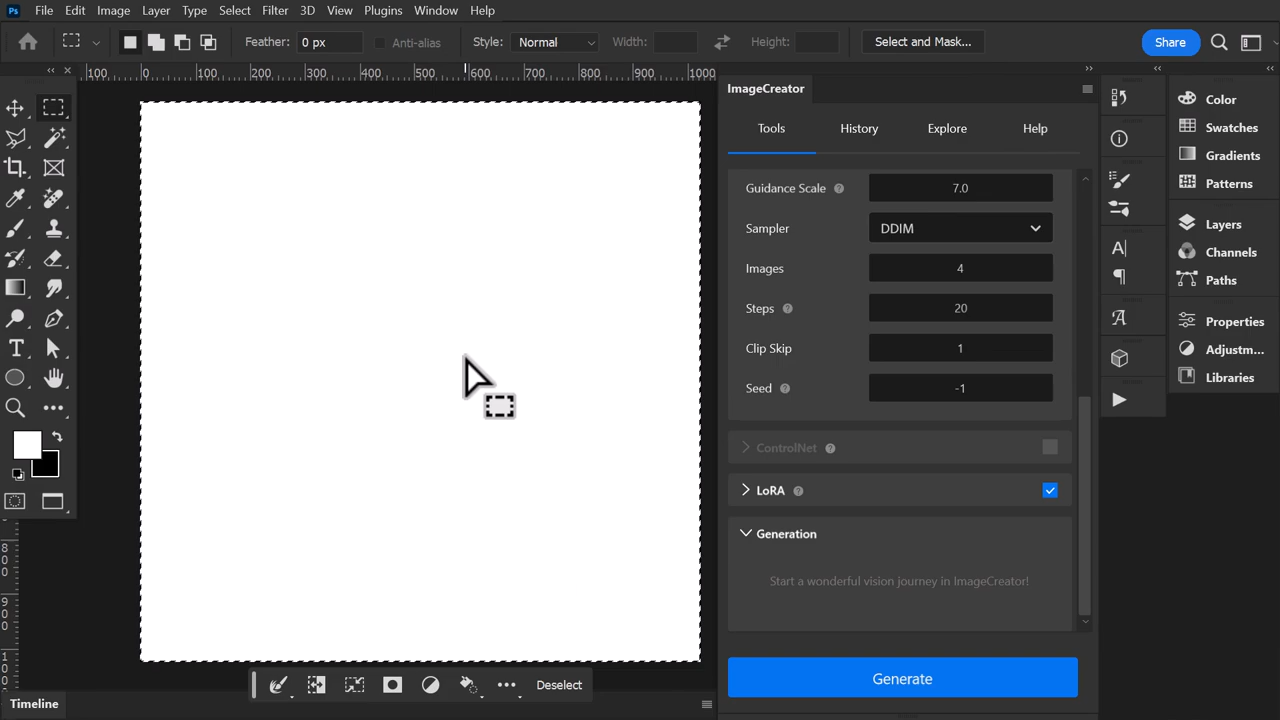 Ps File Edit Image Layer Type Select Filter 3D View Plugins Window Help
Feather: 0 px Anti-alias Style: Normal Width: Height: Select and Mask... Share
100 0 100 200 300 400 500 600 700 800 900 1000
ImageCreator
Tools History Explore Help
Guidance Scale 7.0
Sampler DDIM
Images 4
Steps 20
Clip Skip 1
Seed -1
ControlNet
LoRA
Generation
Start a wonderful vision journey in ImageCreator!
Generate
Color
Swatches
Gradients
Patterns
Layers
Channels
Paths
Properties
Adjustm...
Libraries
800
900
Deselect
Timeline